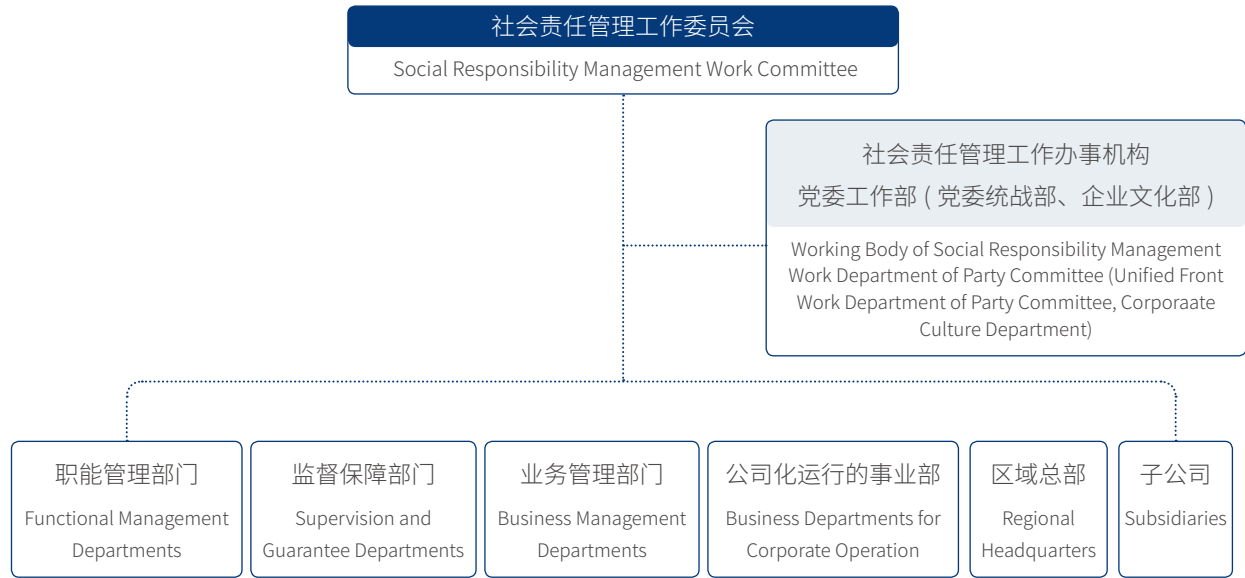 社会责任管理工作委员会
Social Responsibility Management Work Committee
社会责任管理工作办事机构
党委工作部 ( 党委统战部、企业文化部 )
Working Body of Social Responsibility Management
Work Department of Party Committee (Unified Front
Work Department of Party Committee, Corporaate
Culture Department)
职能管理部门
Functional Management
Departments
监督保障部门
Supervision and
Guarantee Departments
业务管理部门
Business Management
Departments
公司化运行的事业部
Business Departments for
Corporate Operation
区域总部
Regional
Headquarters
子公司
Subsidiaries